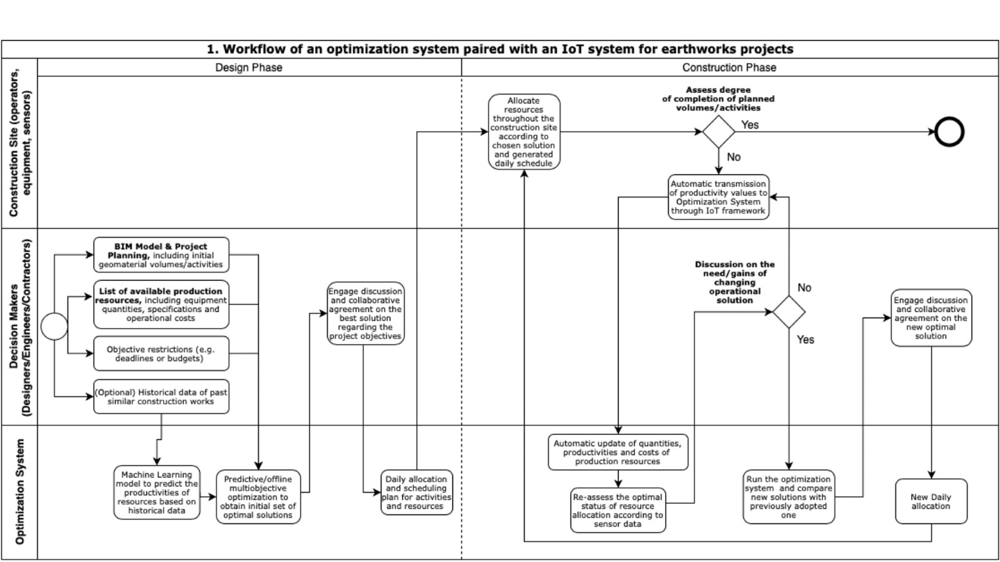 1. Workflow of an optimization system paired with an IoT system for earthworks projects
Design Phase
Construction Phase
Construction Site (operators,
equipment, sensors)
Allocate
resources
throughout the
construction site
according to
chosen solution
and generated
daily schedule
Assess degree
of completion of planned
volumes/activities
Yes
No
Automatic transmission
of productivity values to
Optimization System
through IoT framework
Decision Makers
(Designers/Engineers/Contractors)
BIM Model & Project
Planning, including initial
geomaterial volumes/activities
List of available production
resources, including equipment
quantities, specifications and
operational costs
Objective restrictions (e.g.
deadlines or budgets)
(Optional) Historical data of past
similar construction works
Engage discussion
and collaborative
agreement on the
best solution
regarding the
project objectives
Discussion on the
need/gains of
changing
operational
solution
No
Yes
Engage discussion
and collaborative
agreement on the
new optimal
solution
Optimization System
Machine Learning
model to predict the
productivities of
resources based on
historical data
Predictive/offline
multiobjective
optimization to
obtain initial set of
optimal solutions
Daily allocation
and scheduling
plan for activities
and resources
Automatic update of quantities,
productivities and costs of
production resources
Re-assess the optimal
status of resource
allocation according to
sensor data
Run the optimization
system and compare
new solutions with
previously adopted
one
New Daily
allocation